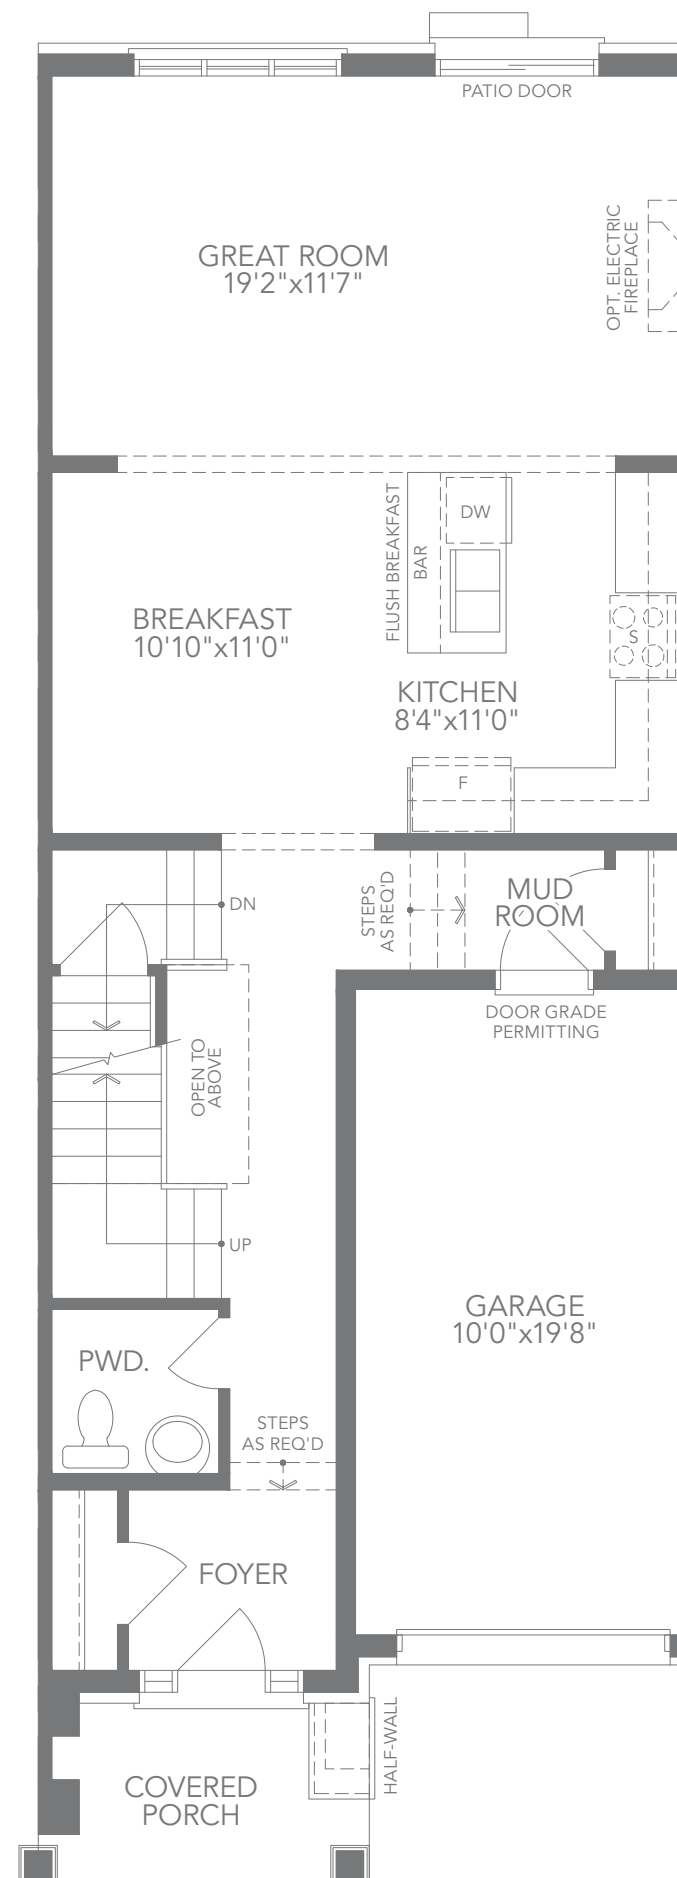 PATIO DOOR
GREAT ROOM
19'2"x11'7"
OPT. ELECTRIC
FIREPLACE
FLUSH BREAKFAST
BAR
DW
BREAKFAST
10'10"x11'0"
S
KITCHEN
8'4"x11'0"
F
DN
STEPS
AS REQ'D
MUD
ROOM
DOOR GRADE
PERMITTING
OPEN TO
ABOVE
UP
GARAGE
10'0"x19'8"
PWD.
STEPS
AS REQ'D
FOYER
HALF-WALL
COVERED
PORCH